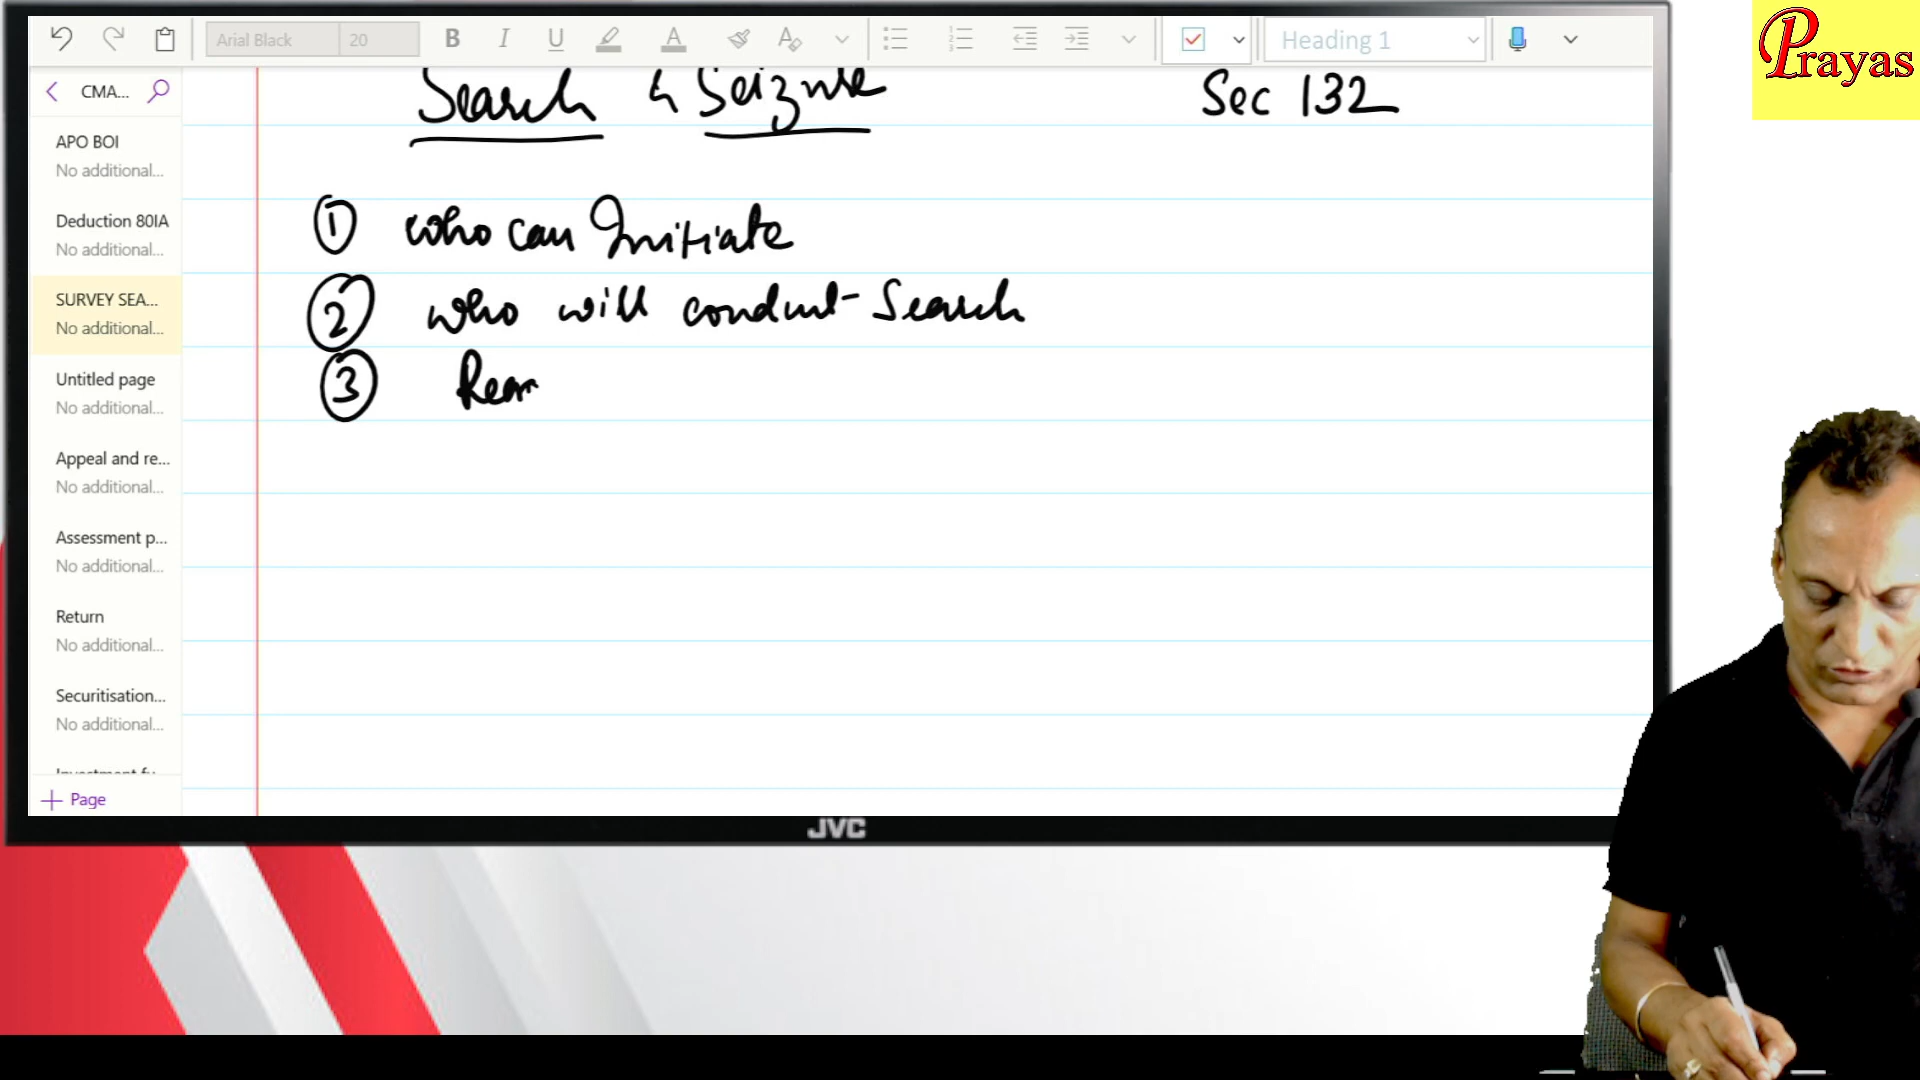 Arial Black 20 B I U A A Heading 1
Prayas
CMA...
APO BOI
No additional...
Deduction 80IA
No additional...
SURVEY SEA...
No additional...
Untitled page
No additional...
Appeal and re...
No additional...
Assessment p...
No additional...
Return
No additional...
Securitisation...
No additional...
Page
Search & Seizure Sec 132
① who can Initiate
② who will conduct Search
③ Rea
JVC